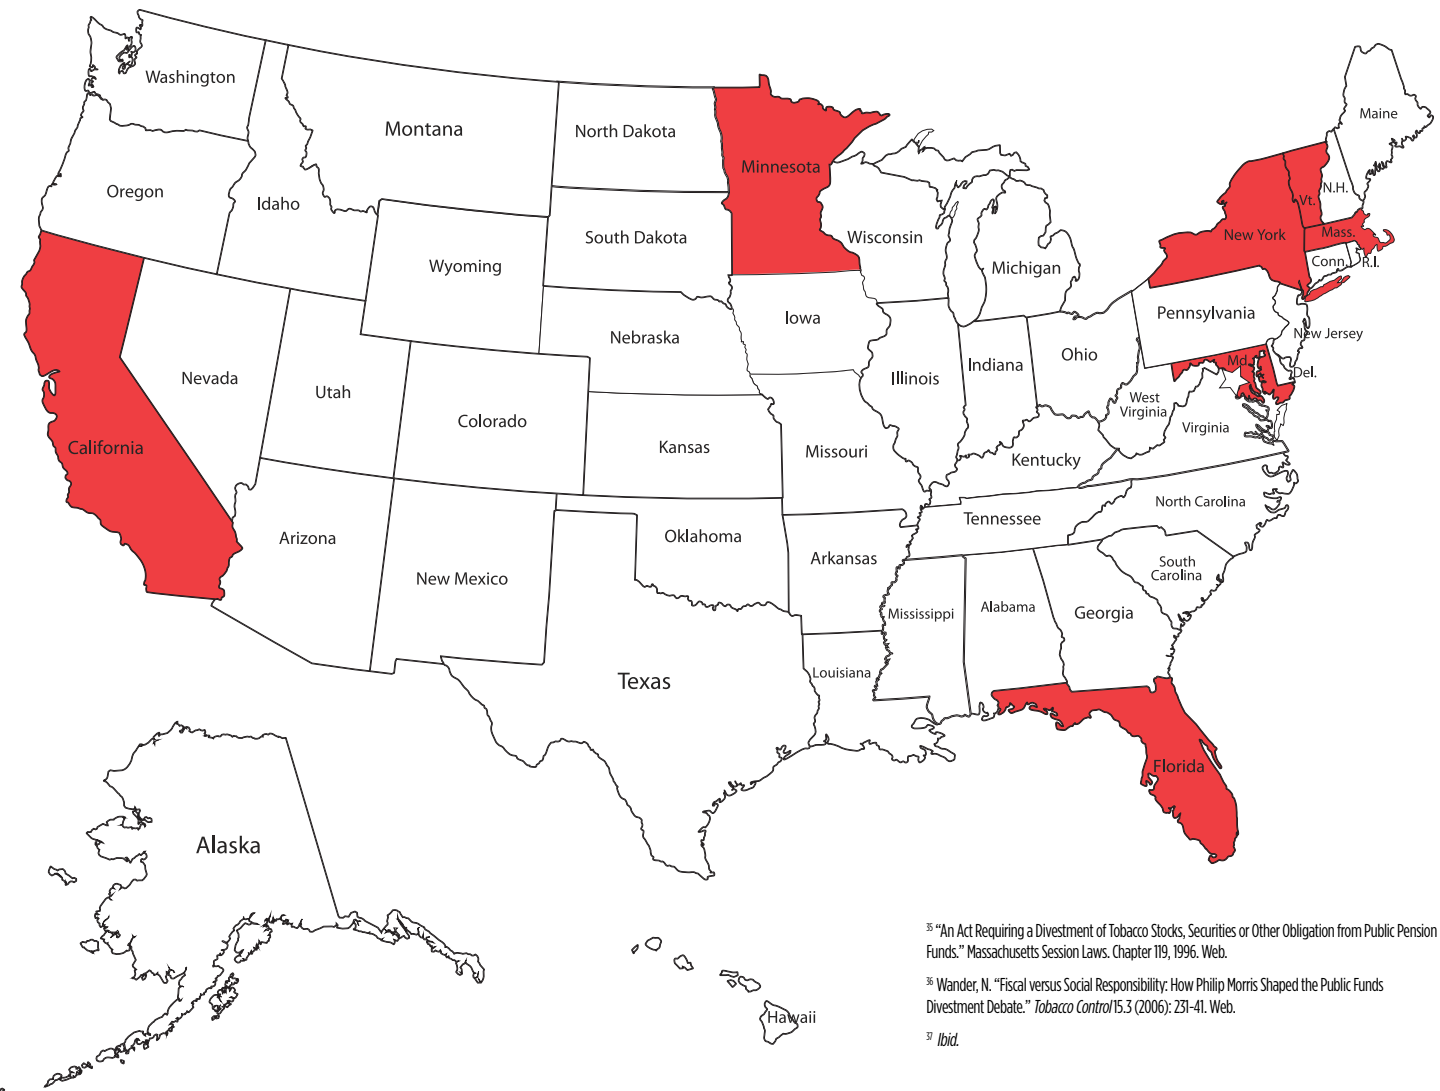 Washington
Montana
North Dakota
Minnesota
Maine
Oregon
Idaho
Wyoming
South Dakota
Wisconsin
Michigan
New York
Vt.
N.H.
Mass.
Conn.
R.I.
California
Nevada
Utah
Colorado
Nebraska
Iowa
Kansas
Missouri
Illinois
Indiana
Ohio
Pennsylvania
New Jersey
Md.
Del.
West
Virginia
Virginia
Kentucky
Arizona
New Mexico
Oklahoma
Arkansas
Tennessee
North Carolina
South
Carolina
Mississippi
Alabama
Georgia
Texas
Louisiana
Florida
Alaska
Hawaii
35 “An Act Requiring a Divestment of Tobacco Stocks, Securities or Other Obligation from Public Pension
Funds.” Massachusetts Session Laws. Chapter 119, 1996. Web.
36 Wander, N. “Fiscal versus Social Responsibility: How Philip Morris Shaped the Public Funds
Divestment Debate.” Tobacco Control 15.3 (2006): 231-41. Web.
37 Ibid.